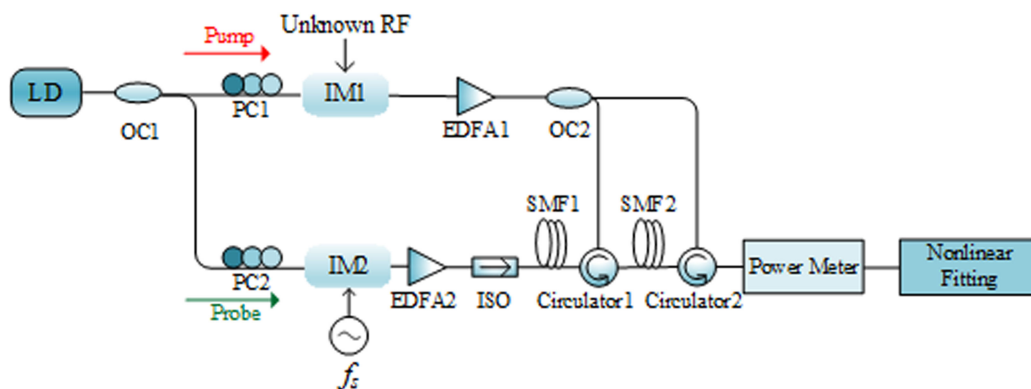 Unknown RF
Pump
LD
OC1
PC1
IM1
EDFA1
OC2
SMF1
SMF2
PC2
Probe
IM2
EDFA2
ISO
Circulator1
Circulator2
Power Meter
Nonlinear
Fitting
fs